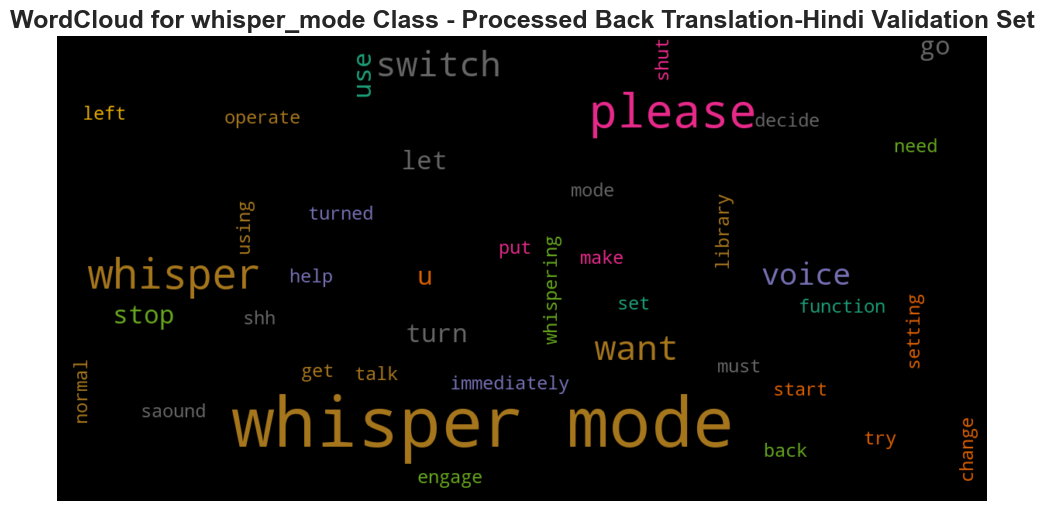 WordCloud for whisper_mode Class - Processed Back Translation-Hindi Validation Set
shut
go
use
switch
please
left
operate
decide
need
let
mode
using
turned
library
put
whispering
make
whisper
help
u
voice
set
function
setting
stop
shh
turn
want
must
normal
get
talk
immediately
start
saound
whisper mode
try
change
back
engage